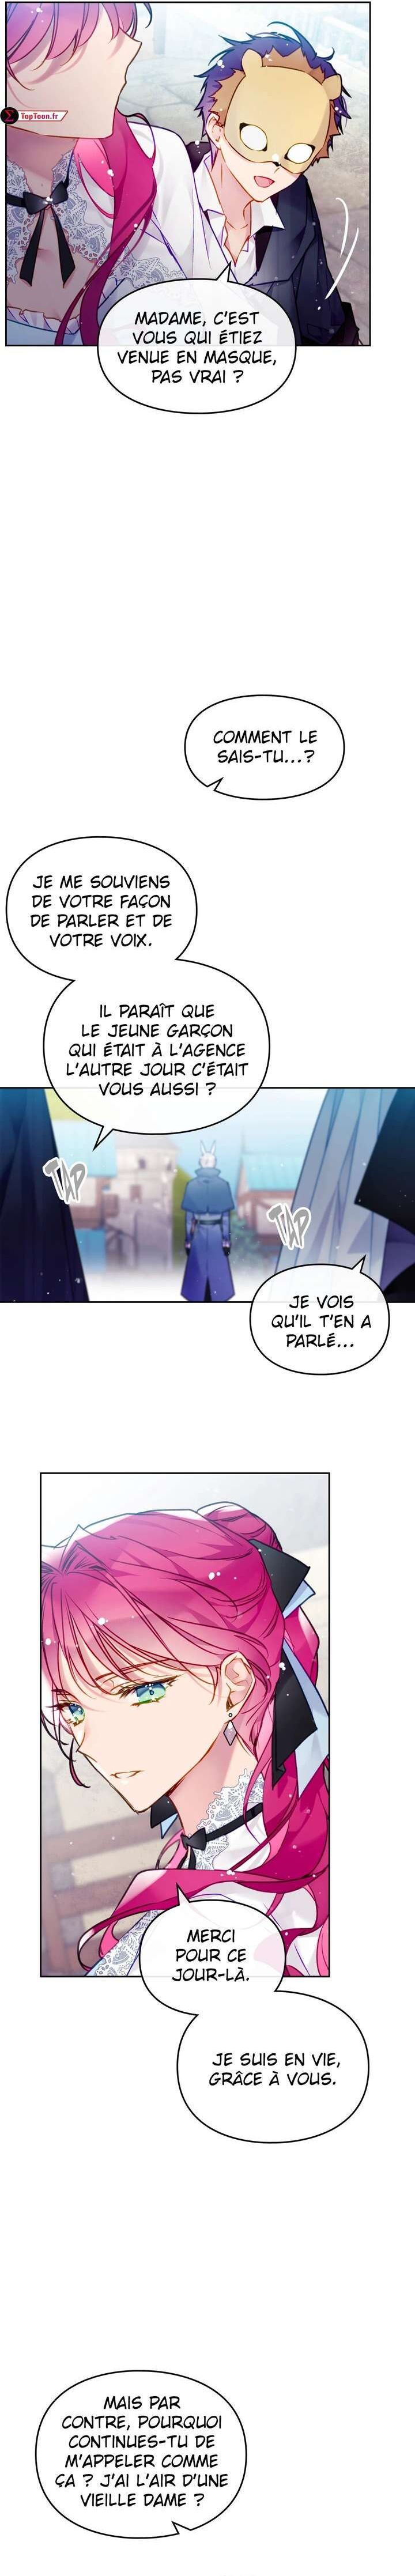 TopToon.fr
MADAME, C'EST
VOUS QUI ÉTIEZ
VENUE EN MASQUE,
PAS VRAI ?
COMMENT LE
SAIS-TU...?
JE ME SOUVIENS
DE VOTRE FAÇON
DE PARLER ET DE
VOTRE VOIX.
IL PARAÎT QUE
LE JEUNE GARÇON
QUI ÉTAIT À L'AGENCE
L'AUTRE JOUR C'ÉTAIT
VOUS AUSSI ?
TAP
TAP
JE VOIS
QU'IL T'EN A
PARLÉ...
MERCI
POUR CE
JOUR-LÀ.
JE SUIS EN VIE,
GRÂCE À VOUS.
MAIS PAR
CONTRE, POURQUOI
CONTINUES-TU DE
M'APPELER COMME
ÇA ? J'AI L'AIR D'UNE
VIEILLE DAME ?